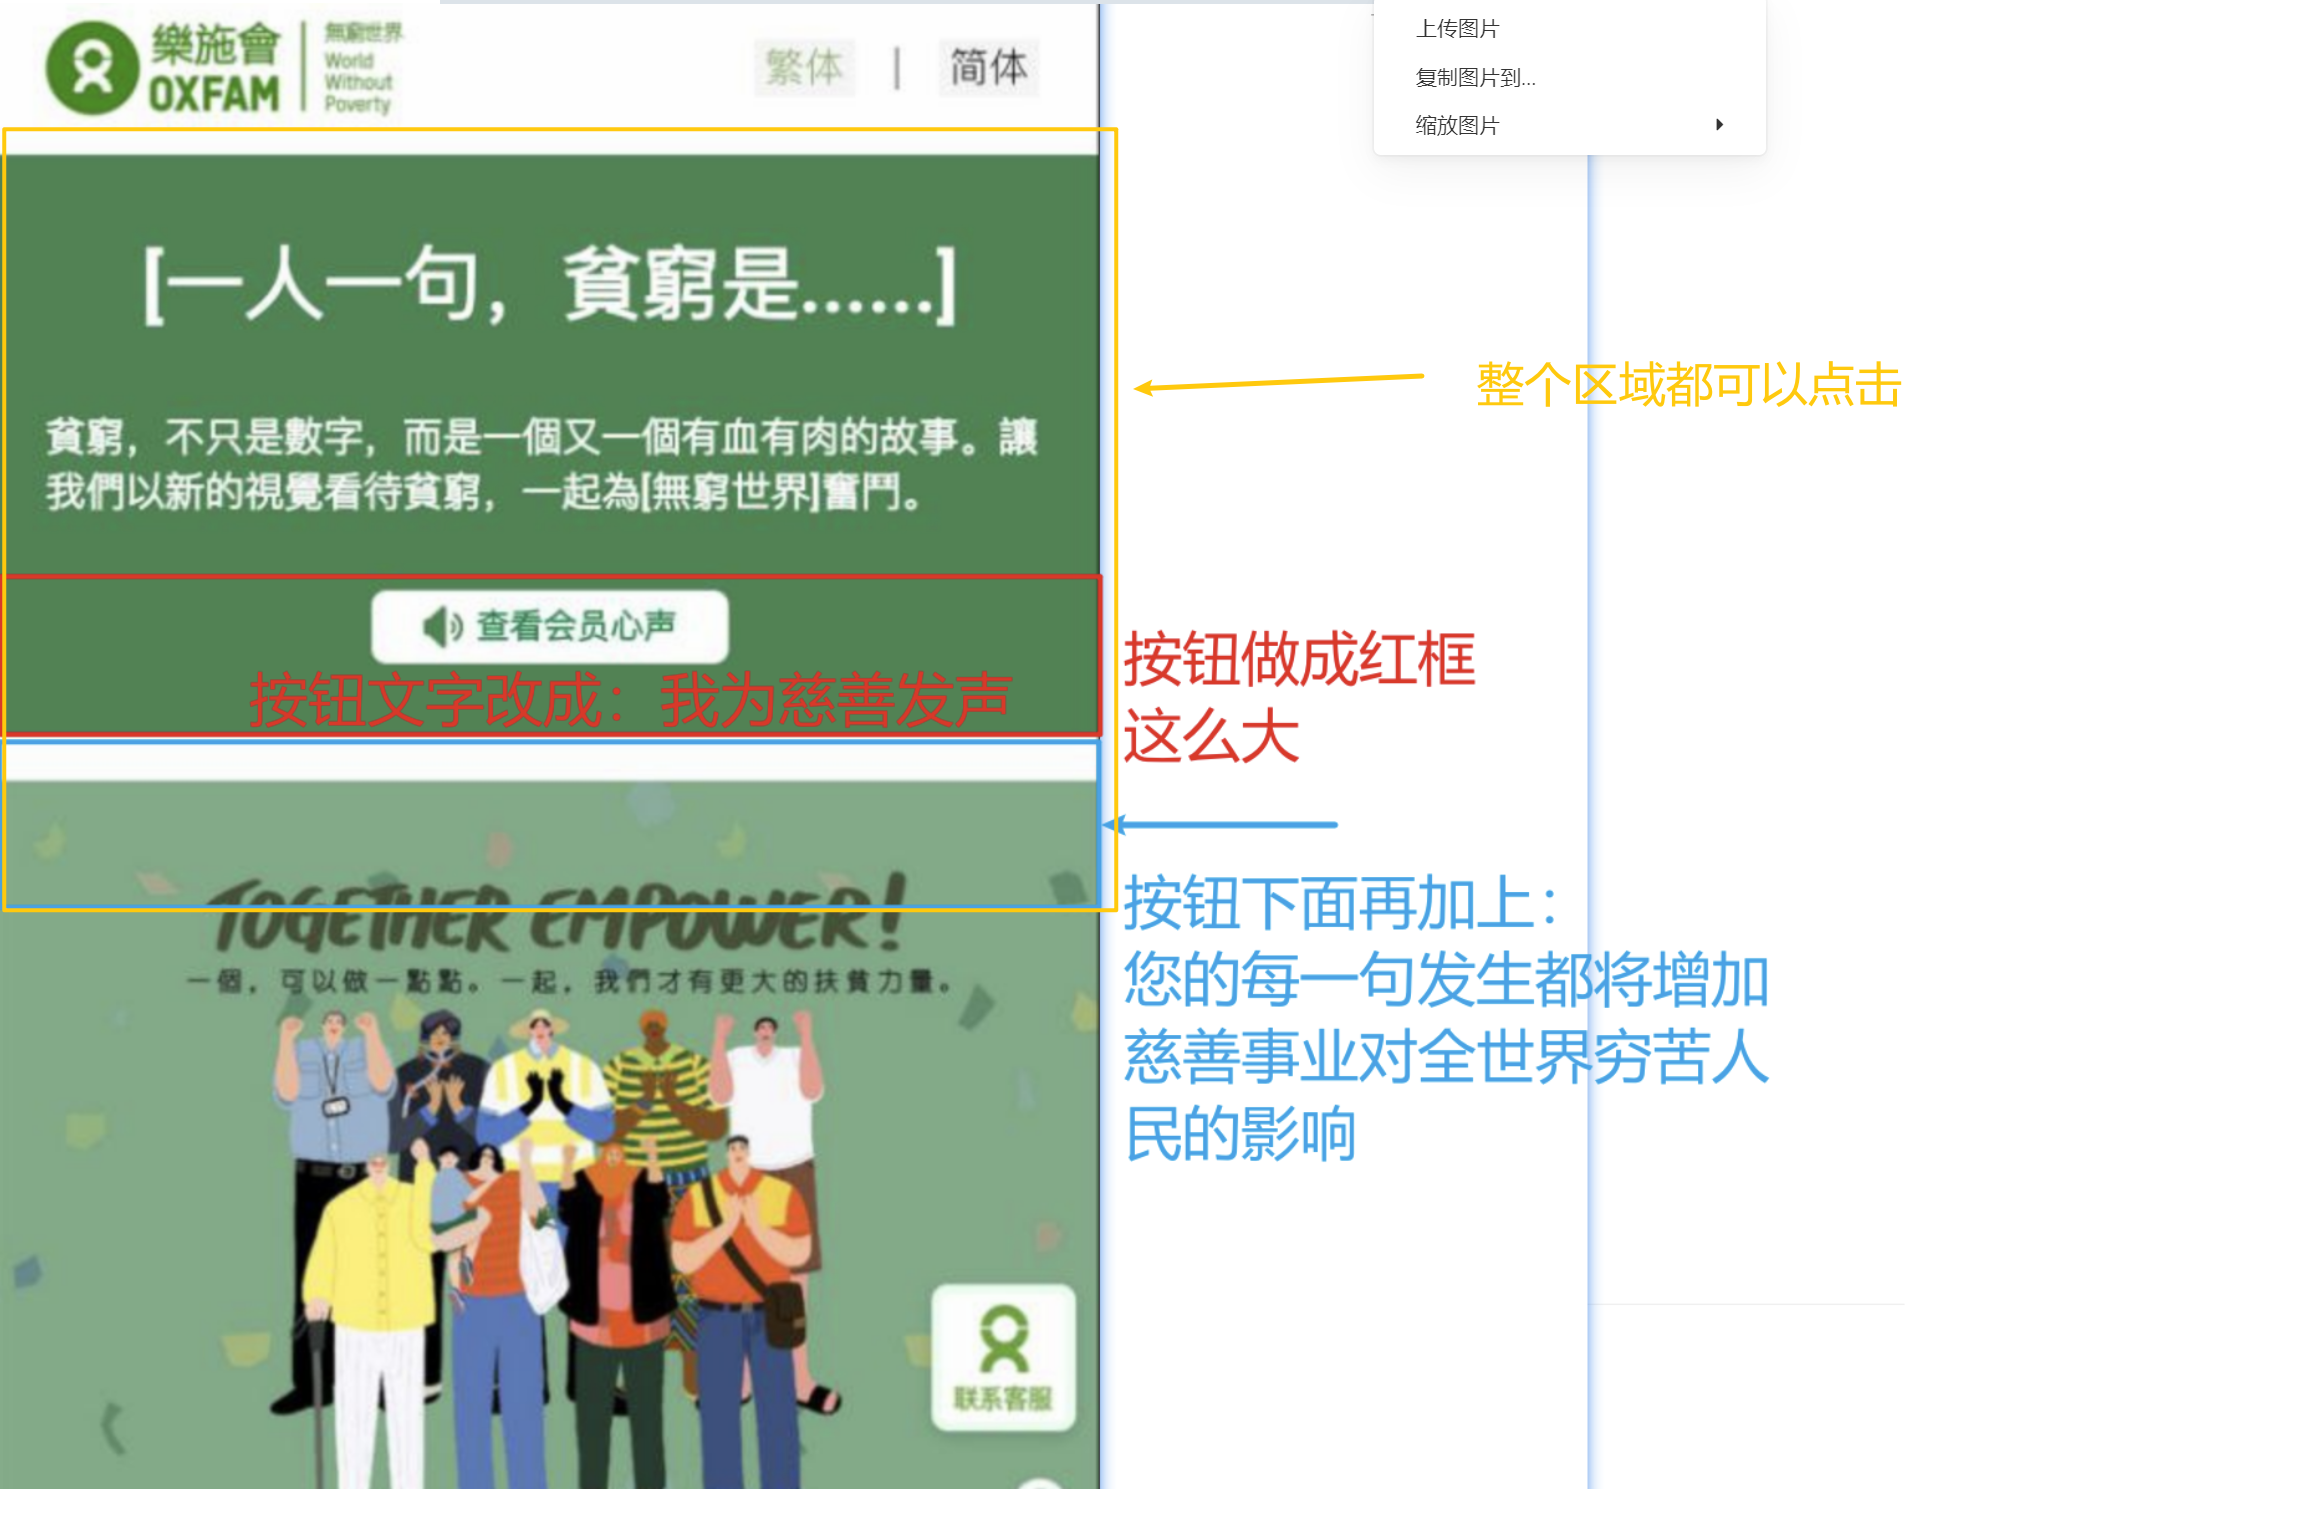 樂施會
OXFAM
無窮世界
World
Without
Poverty
繁体 | 简体
上传图片
复制图片到...
缩放图片
[一人一句，貧窮是......]
整个区域都可以点击
貧窮，不只是數字，而是一個又一個有血有肉的故事。讓
我們以新的視覺看待貧窮，一起為[無窮世界]奮鬥。
查看会员心声
按钮文字改成：我为慈善发声
按钮做成红框
这么大
TOGETHER EMPOWER!
一個，可以做一點點。一起，我們才有更大的扶貧力量。
按钮下面再加上：
您的每一句发生都将增加
慈善事业对全世界穷苦人
民的影响
联系客服